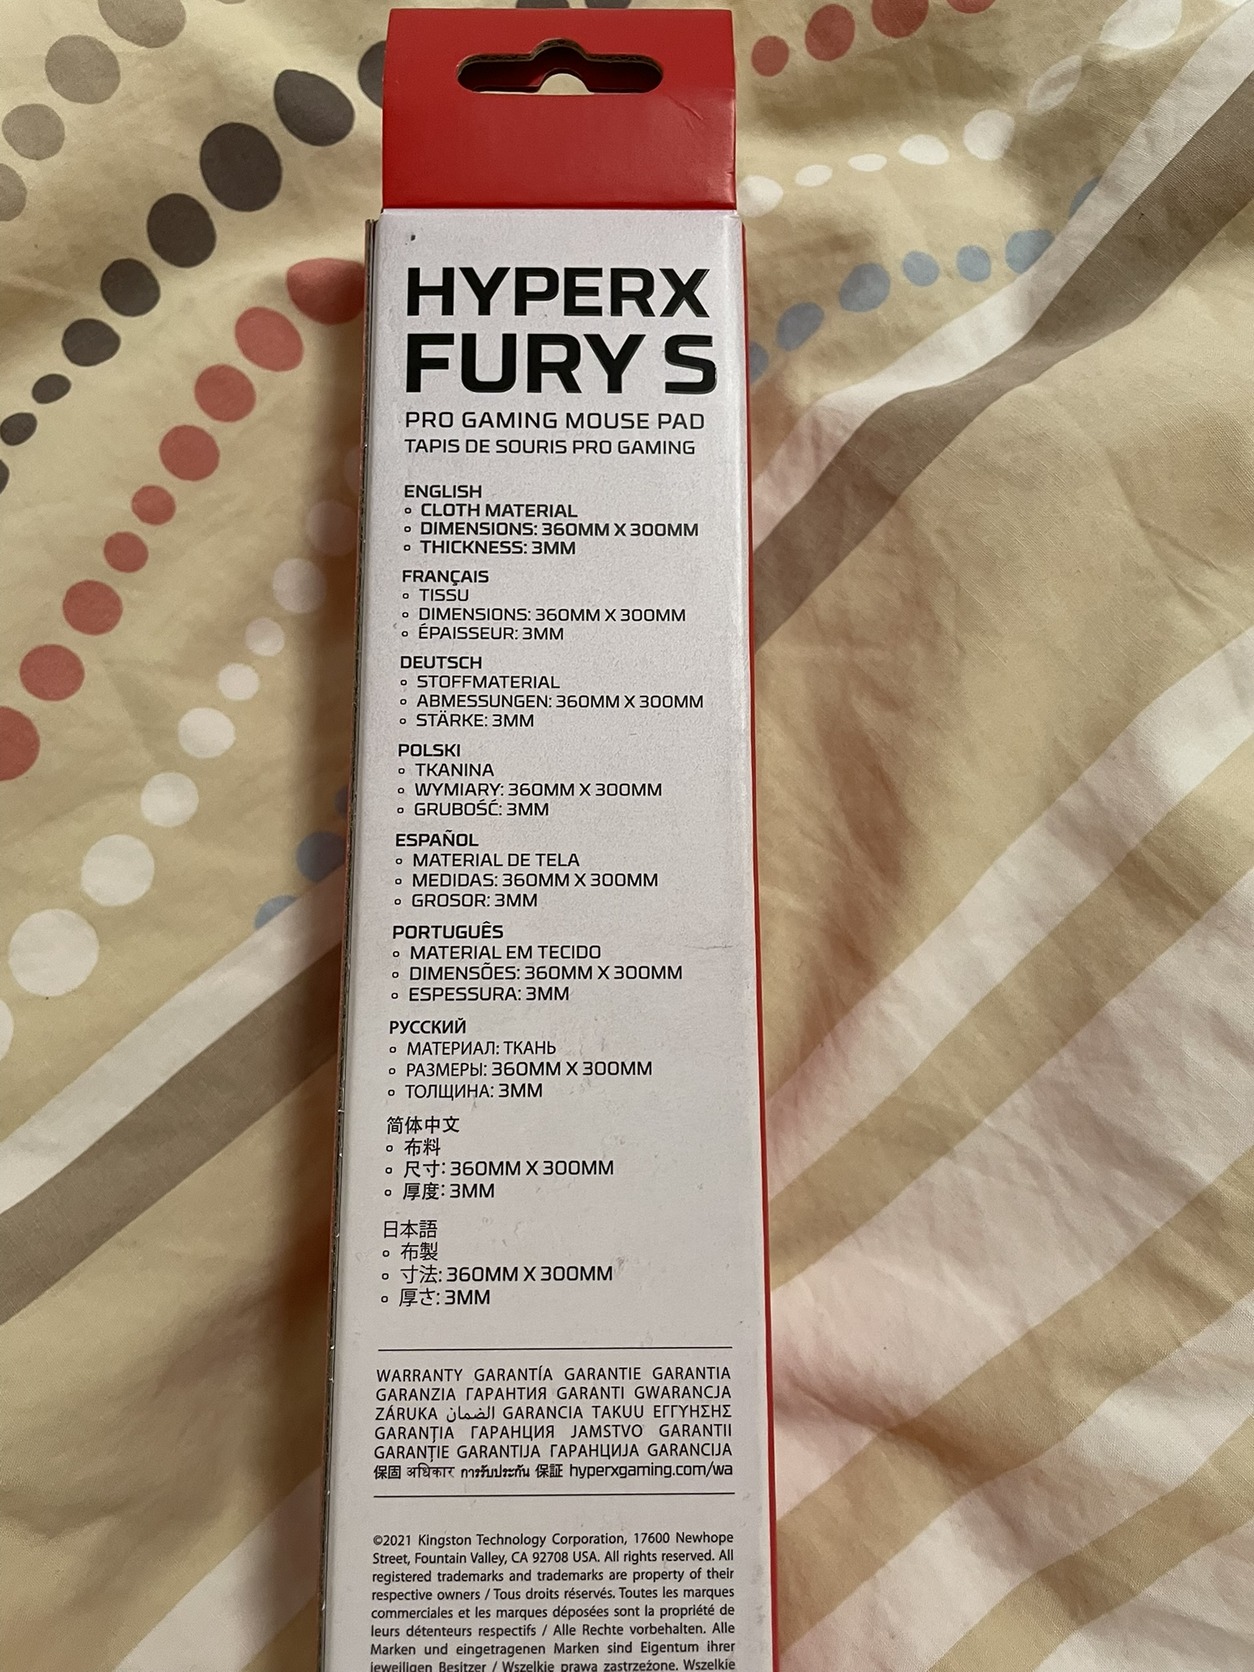 HYPERX
FURY S
PRO GAMING MOUSE PAD
TAPIS DE SOURIS PRO GAMING
ENGLISH
◦ CLOTH MATERIAL
◦ DIMENSIONS: 360MM X 300MM
◦ THICKNESS: 3MM
FRANÇAIS
◦ TISSU
◦ DIMENSIONS: 360MM X 300MM
◦ ÉPAISSEUR: 3MM
DEUTSCH
◦ STOFFMATERIAL
◦ ABMESSUNGEN: 360MM X 300MM
◦ STÄRKE: 3MM
POLSKI
◦ TKANINA
◦ WYMIARY: 360MM X 300MM
◦ GRUBOŚĆ: 3MM
ESPAÑOL
◦ MATERIAL DE TELA
◦ MEDIDAS: 360MM X 300MM
◦ GROSOR: 3MM
PORTUGUÊS
◦ MATERIAL EM TECIDO
◦ DIMENSÕES: 360MM X 300MM
◦ ESPESSURA: 3MM
РУССКИЙ
◦ МАТЕРИАЛ: ТКАНЬ
◦ РАЗМЕРЫ: 360MM X 300MM
◦ ТОЛЩИНА: 3MM
简体中文
◦ 布料
◦ 尺寸: 360MM X 300MM
◦ 厚度: 3MM
日本語
◦ 布製
◦ 寸法: 360MM X 300MM
◦ 厚さ: 3MM
WARRANTY GARANTÍA GARANTIE GARANTIA
GARANZIA ГАРАНТИЯ GARANTI GWARANCJA
ZÁRUKA الضمان GARANCIA TAKUU ΕΓΓΥΗΣΗΣ
GARANȚIA ГАРАНЦИЯ JAMSTVO GARANTII
GARANȚIE GARANTIJA ГАРАНЦИЈА GARANCIJA
保固 अधिकार การรับประกัน 保証 hyperxgaming.com/wa
©2021 Kingston Technology Corporation, 17600 Newhope
Street, Fountain Valley, CA 92708 USA. All rights reserved. All
registered trademarks and trademarks are property of their
respective owners / Tous droits réservés. Toutes les marques
commerciales et les marques déposées sont la propriété de
leurs détenteurs respectifs / Alle Rechte vorbehalten. Alle
Marken und eingetragenen Marken sind Eigentum ihrer
jeweiligen Besitzer / Wszelkie prawa zastrzeżone. Wszelkie